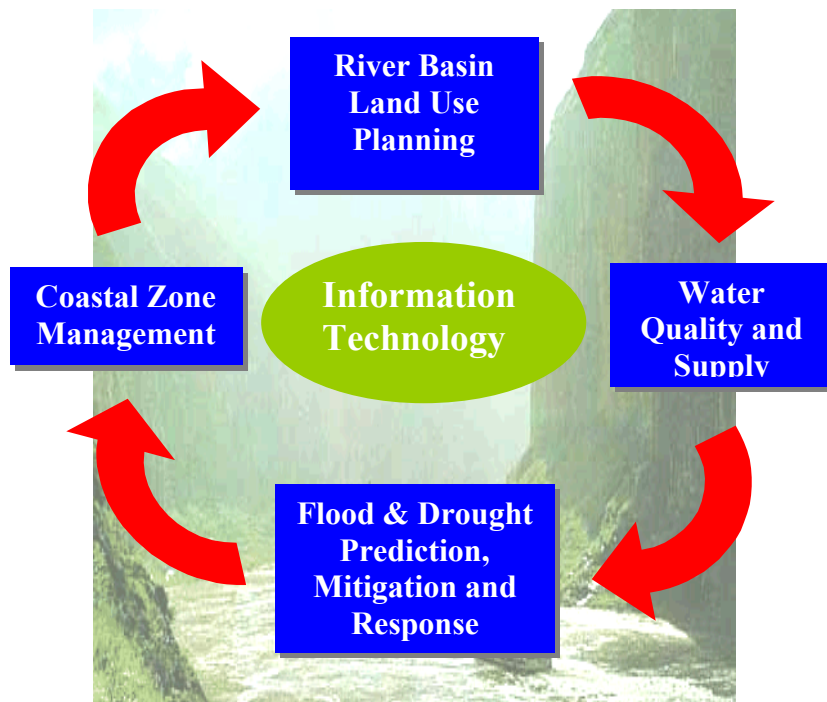 River Basin
Land Use
Planning
Coastal Zone
Management
Information
Technology
Water
Quality and
Supply
Flood & Drought
Prediction,
Mitigation and
Response